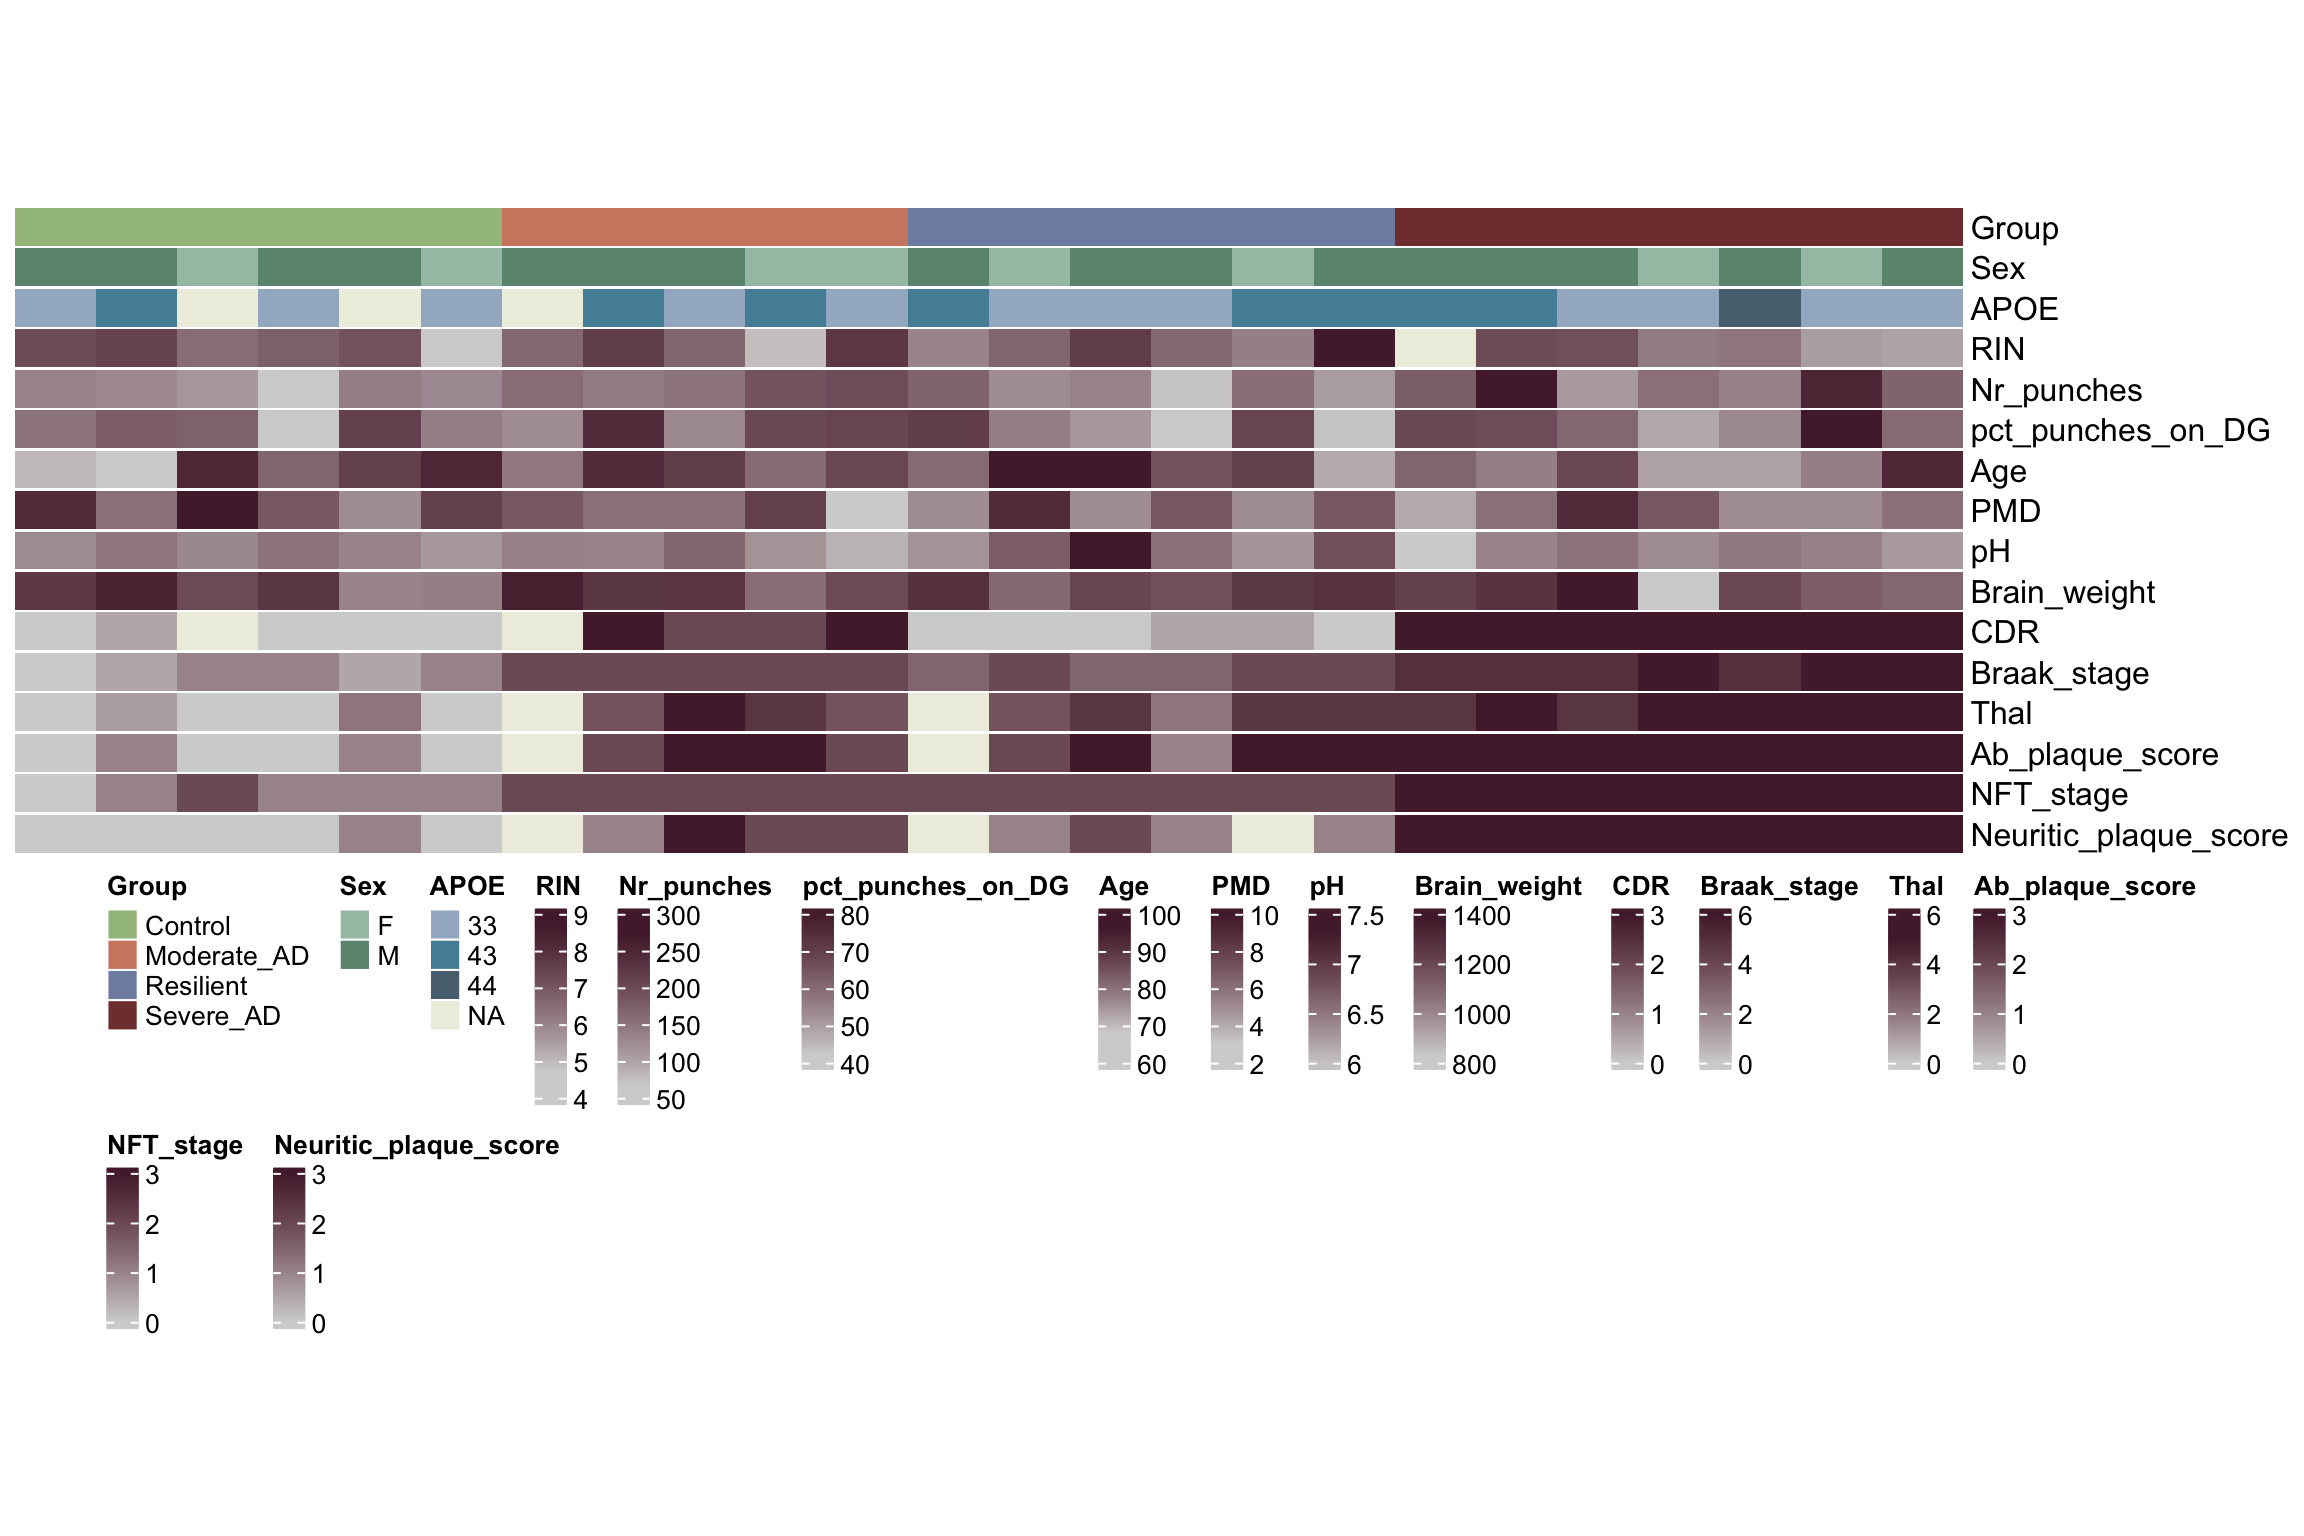 Group
Sex
APOE
RIN
Nr_punches
pct_punches_on_DG
Age
PMD
pH
Brain_weight
CDR
Braak_stage
Thal
Ab_plaque_score
NFT_stage
Neuritic_plaque_score
Group
Control
Moderate_AD
Resilient
Severe_AD
Sex
F
M
APOE
33
43
44
NA
RIN
9
8
7
6
5
4
Nr_punches
300
250
200
150
100
50
pct_punches_on_DG
80
70
60
50
40
Age
100
90
80
70
60
PMD
10
8
6
4
2
pH
7.5
7
6.5
6
Brain_weight
1400
1200
1000
800
CDR
3
2
1
0
Braak_stage
6
4
2
0
Thal
6
4
2
0
Ab_plaque_score
3
2
1
0
NFT_stage
3
2
1
0
Neuritic_plaque_score
3
2
1
0